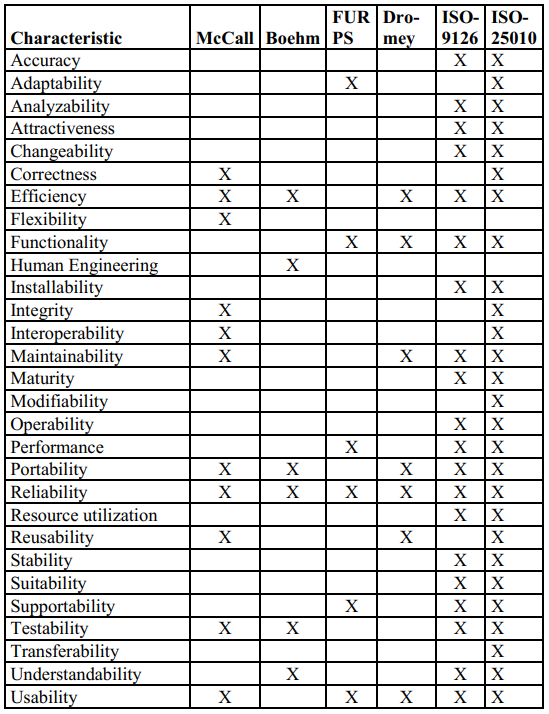 Characteristic McCall Boehm FUR PS Dro- mey ISO- 9126 ISO- 25010
Accuracy X X
Adaptability X X
Analyzability X X
Attractiveness X X
Changeability X X
Correctness X X
Efficiency X X X X X
Flexibility X
Functionality X X X X
Human Engineering X
Installability X X
Integrity X X
Interoperability X X
Maintainability X X X X
Maturity X X
Modifiability X
Operability X X
Performance X X X
Portability X X X X X
Reliability X X X X X X
Resource utilization X X
Reusability X X X
Stability X X
Suitability X X
Supportability X X X
Testability X X X X
Transferability X
Understandability X X X
Usability X X X X X